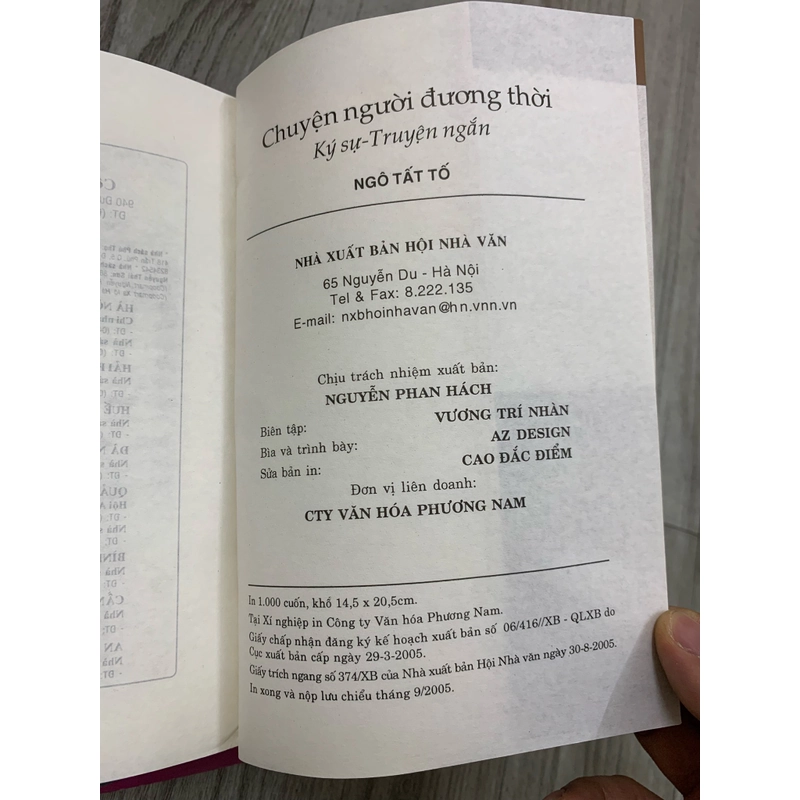 Chuyện người đương thời
Ký sự-Truyện ngắn
NGÔ TẤT TỐ
NHÀ XUẤT BẢN HỘI NHÀ VĂN
65 Nguyễn Du - Hà Nội
Tel & Fax: 8.222.135
E-mail: nxbhoinhavan@hn.vnn.vn
Chịu trách nhiệm xuất bản:
NGUYỄN PHAN HÁCH
Biên tập: VƯƠNG TRÍ NHÀN
Bìa và trình bày: AZ DESIGN
Sửa bản in: CAO ĐẮC ĐIỂM
Đơn vị liên doanh:
CTY VĂN HÓA PHƯƠNG NAM
In 1.000 cuốn, khổ 14,5 x 20,5cm.
Tại Xí nghiệp in Công ty Văn hóa Phương Nam.
Giấy chấp nhận đăng ký kế hoạch xuất bản số 06/416//XB - QLXB do
Cục xuất bản cấp ngày 29-3-2005.
Giấy trích ngang số 374/XB của Nhà xuất bản Hội Nhà văn ngày 30-8-2005.
In xong và nộp lưu chiểu tháng 9/2005.